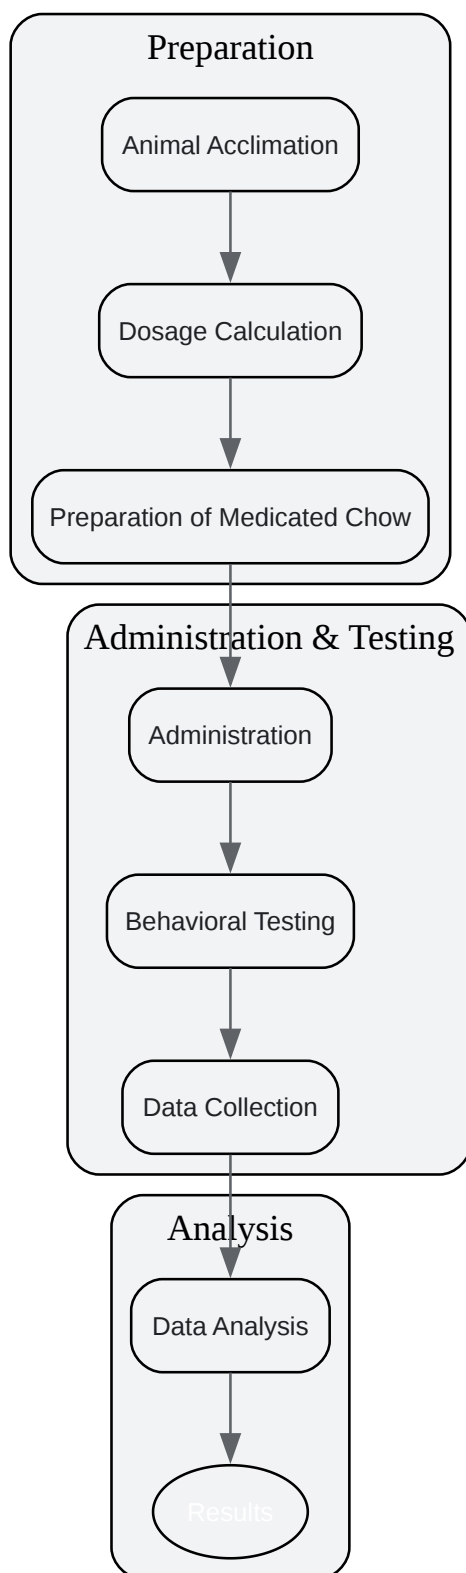 Preparation
Animal Acclimation
Dosage Calculation
Preparation of Medicated Chow
Administration & Testing
Administration
Behavioral Testing
Data Collection
Analysis
Data Analysis
Results